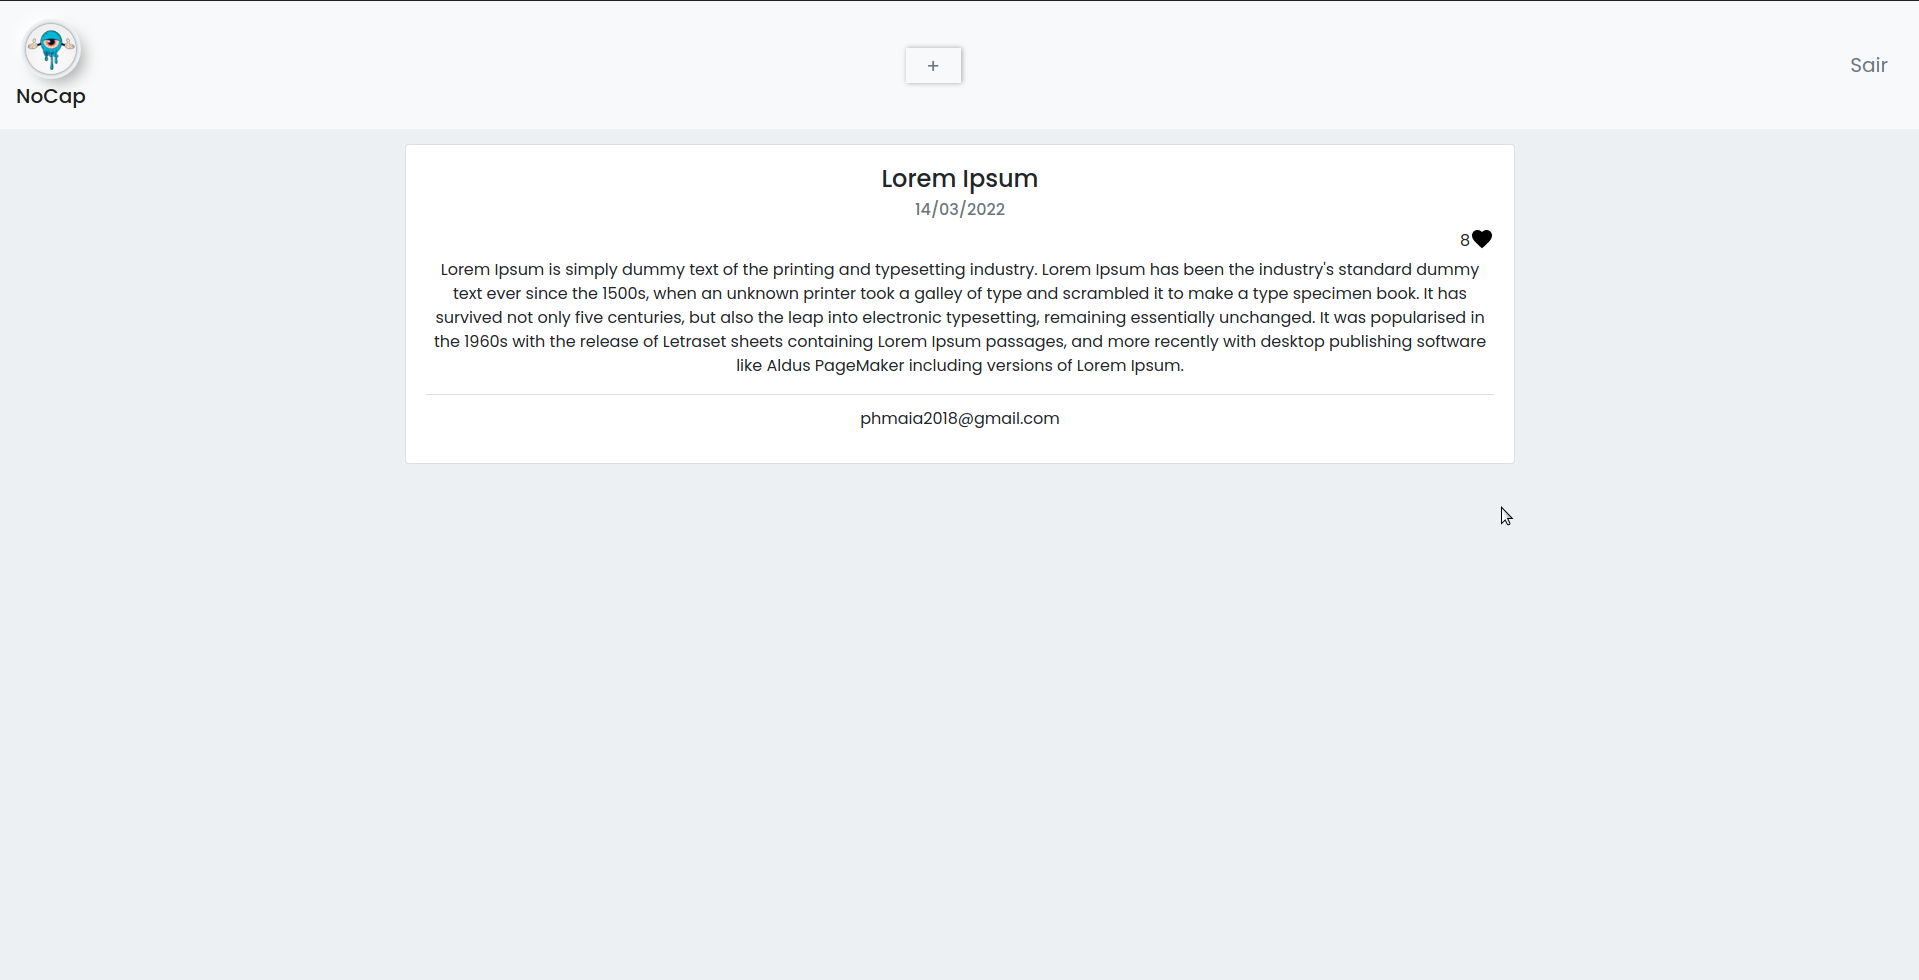 NoCap
+
Sair
Lorem Ipsum
14/03/2022
8
Lorem Ipsum is simply dummy text of the printing and typesetting industry. Lorem Ipsum has been the industry's standard dummy
text ever since the 1500s, when an unknown printer took a galley of type and scrambled it to make a type specimen book. It has
survived not only five centuries, but also the leap into electronic typesetting, remaining essentially unchanged. It was popularised in
the 1960s with the release of Letraset sheets containing Lorem Ipsum passages, and more recently with desktop publishing software
like Aldus PageMaker including versions of Lorem Ipsum.
phmaia2018@gmail.com